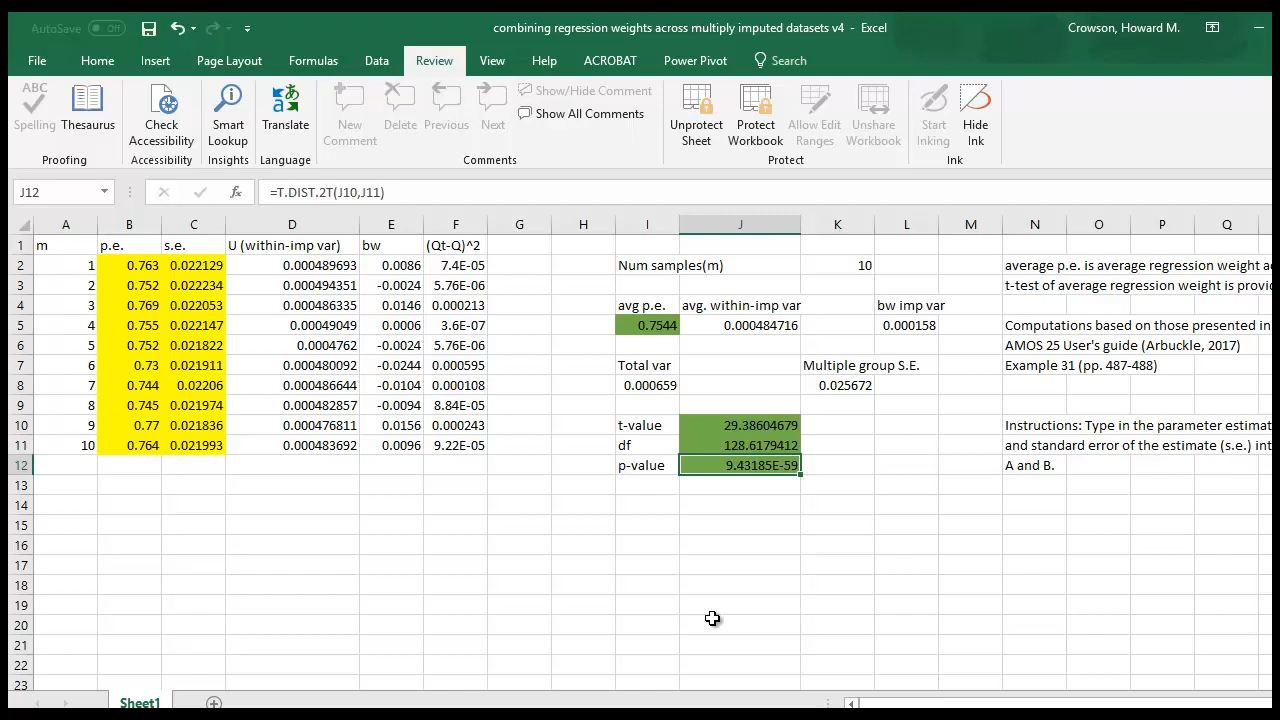 AutoSave Off combining regression weights across multiply imputed datasets v4 - Excel Crowson, Howard M.
File Home Insert Page Layout Formulas Data Review View Help ACROBAT Power Pivot Search
ABC
Spelling Thesaurus
Proofing
Check Accessibility
Accessibility
Smart Lookup
Insights
Translate
Language
New Comment
Delete Previous Next
Show/Hide Comment
Show All Comments
Comments
Unprotect Sheet
Protect Workbook
Allow Edit Ranges
Unshare Workbook
Protect
Start Inking
Hide Ink
Ink
J12 fx =T.DIST.2T(J10,J11)
A B C D E F G H I J K L M N O P Q
1 m p.e. s.e. U (within-imp var) bw (Qt-Q)^2
2 1 0.763 0.022129 0.000489693 0.0086 7.4E-05 Num samples(m) 10 average p.e. is average regression weight
3 2 0.752 0.022234 0.000494351 -0.0024 5.76E-06 t-test of average regression weight is
4 3 0.769 0.022053 0.000486335 0.0146 0.000213 avg p.e. avg. within-imp var bw imp var
5 4 0.755 0.022147 0.00049049 0.0006 3.6E-07 0.7544 0.000484716 0.000158 Computations based on those presented in
6 5 0.752 0.021822 0.0004762 -0.0024 5.76E-06 AMOS 25 User's guide (Arbuckle, 2017)
7 6 0.73 0.021911 0.000480092 -0.0244 0.000595 Total var Multiple group S.E. Example 31 (pp. 487-488)
8 7 0.744 0.02206 0.000486644 -0.0104 0.000108 0.000659 0.025672
9 8 0.745 0.021974 0.000482857 -0.0094 8.84E-05
10 9 0.77 0.021836 0.000476811 0.0156 0.000243 t-value 29.38604679 Instructions: Type in the parameter
11 10 0.764 0.021993 0.000483692 0.0096 9.22E-05 df 128.6179412 and standard error of the estimate (s.e.)
12 p-value 9.43185E-59 A and B.
13
14
15
16
17
18
19
20
21
22
23
Sheet1